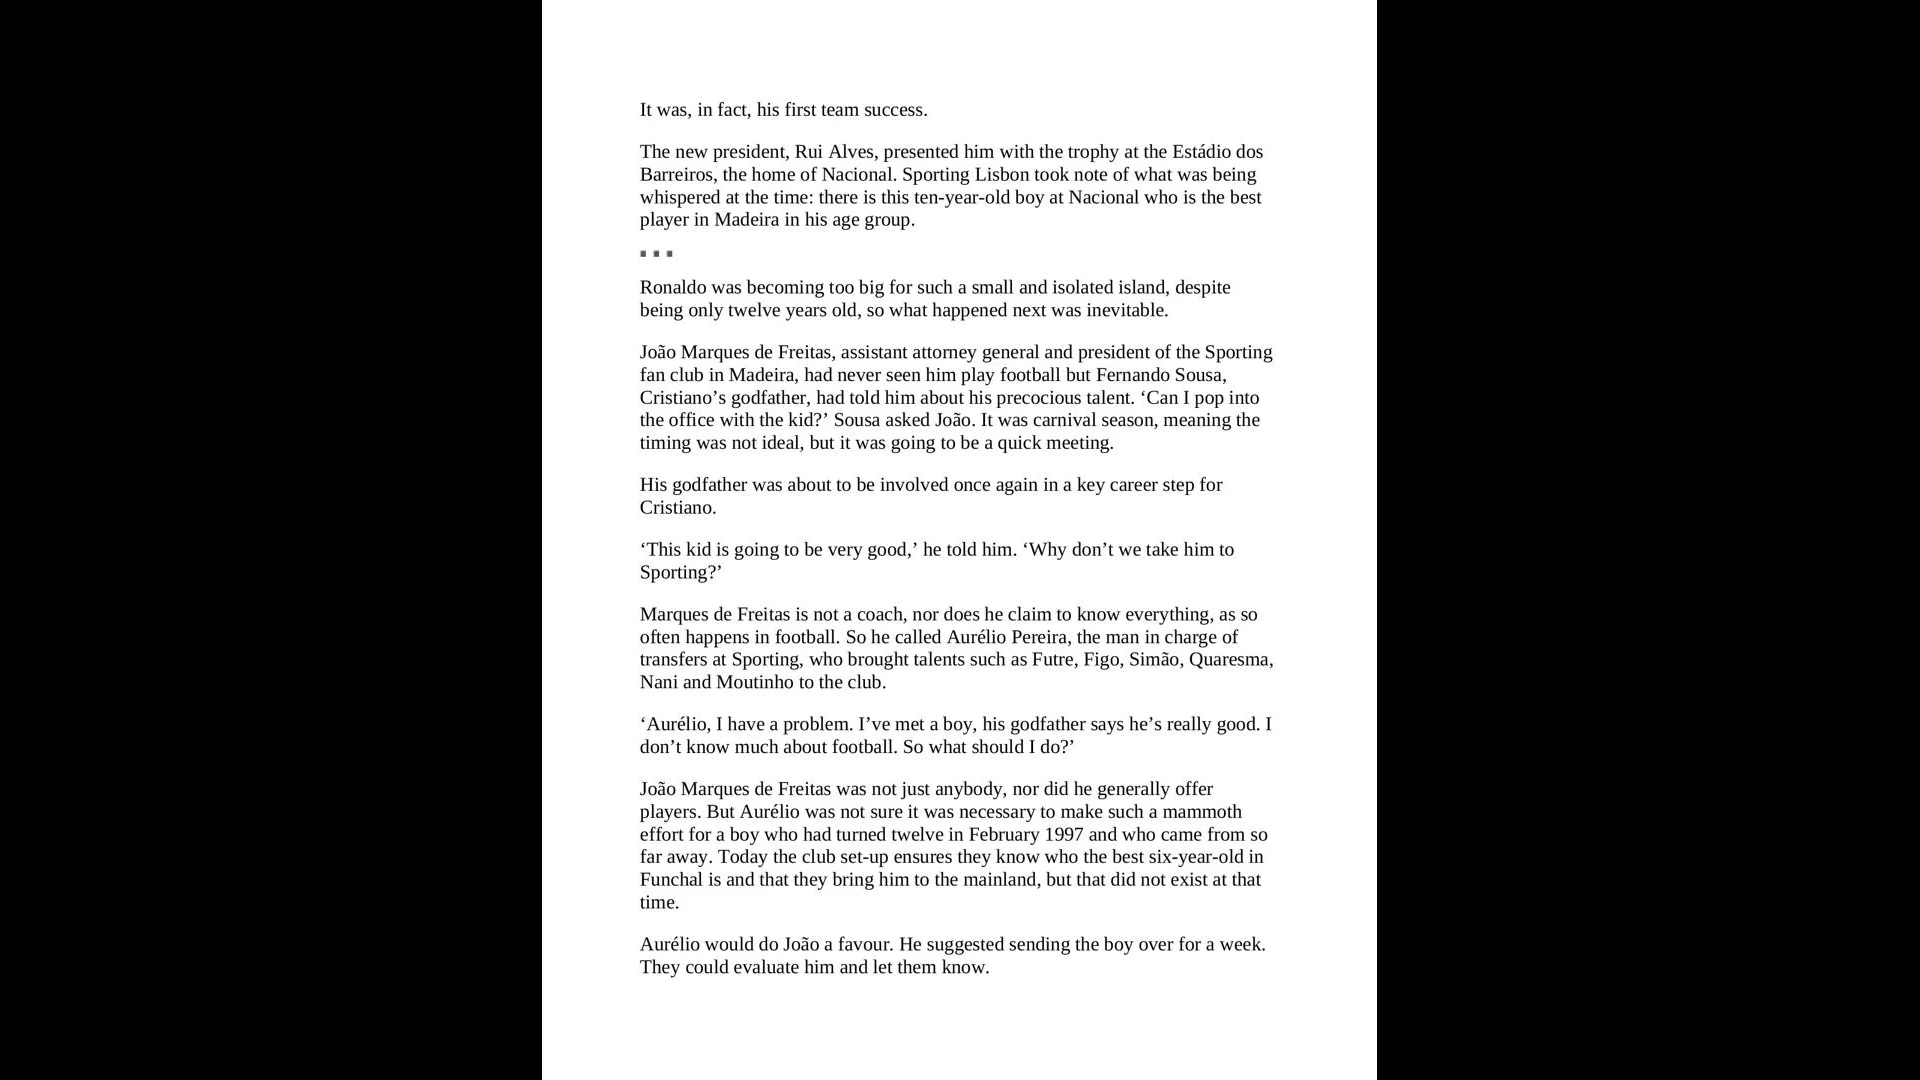 It was, in fact, his first team success.
The new president, Rui Alves, presented him with the trophy at the Estádio dos
Barreiros, the home of Nacional. Sporting Lisbon took note of what was being
whispered at the time: there is this ten-year-old boy at Nacional who is the best
player in Madeira in his age group.
Ronaldo was becoming too big for such a small and isolated island, despite
being only twelve years old, so what happened next was inevitable.
João Marques de Freitas, assistant attorney general and president of the Sporting
fan club in Madeira, had never seen him play football but Fernando Sousa,
Cristiano’s godfather, had told him about his precocious talent. ‘Can I pop into
the office with the kid?’ Sousa asked João. It was carnival season, meaning the
timing was not ideal, but it was going to be a quick meeting.
His godfather was about to be involved once again in a key career step for
Cristiano.
‘This kid is going to be very good,’ he told him. ‘Why don’t we take him to
Sporting?’
Marques de Freitas is not a coach, nor does he claim to know everything, as so
often happens in football. So he called Aurélio Pereira, the man in charge of
transfers at Sporting, who brought talents such as Futre, Figo, Simão, Quaresma,
Nani and Moutinho to the club.
‘Aurélio, I have a problem. I’ve met a boy, his godfather says he’s really good. I
don’t know much about football. So what should I do?’
João Marques de Freitas was not just anybody, nor did he generally offer
players. But Aurélio was not sure it was necessary to make such a mammoth
effort for a boy who had turned twelve in February 1997 and who came from so
far away. Today the club set-up ensures they know who the best six-year-old in
Funchal is and that they bring him to the mainland, but that did not exist at that
time.
Aurélio would do João a favour. He suggested sending the boy over for a week.
They could evaluate him and let them know.